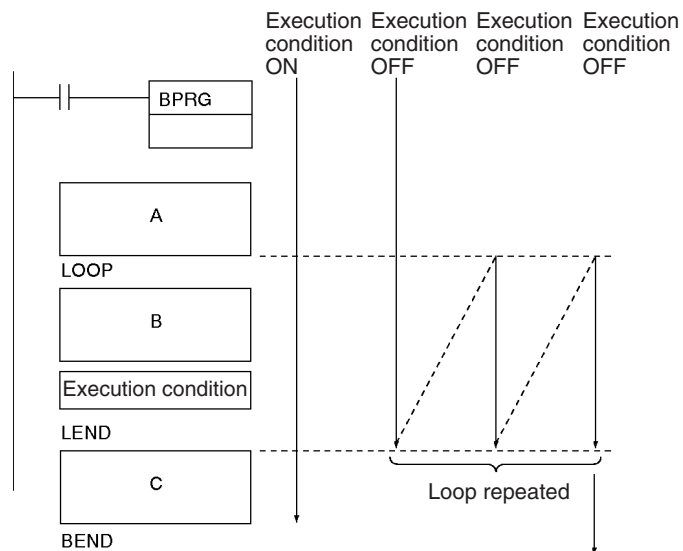 Execution condition ON
Execution condition OFF
Execution condition OFF
Execution condition OFF
BPRG
A
LOOP
B
Execution condition
LEND
C
Loop repeated
BEND